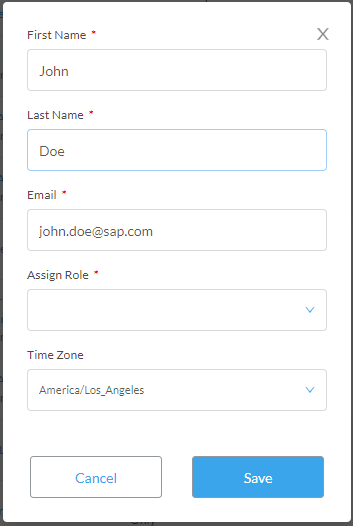 First Name *
X
John
Last Name *
Doe
Email *
john.doe@sap.com
Assign Role *
Time Zone
America/Los_Angeles
Cancel Save